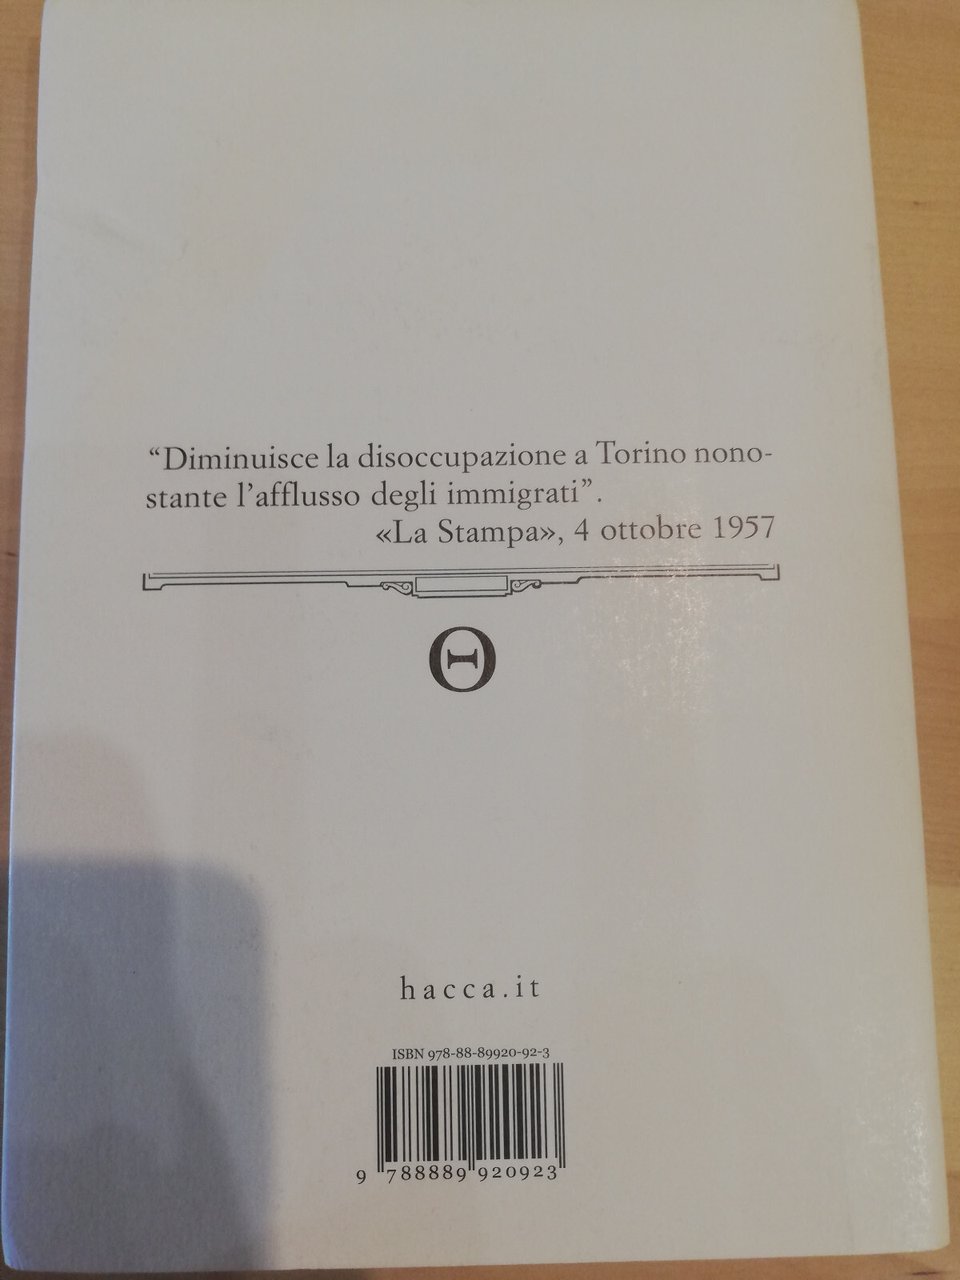 “Diminuisce la disoccupazione a Torino nono-
stante l’afflusso degli immigrati”.
«La Stampa», 4 ottobre 1957
Θ
hacca.it
ISBN 978-88-89920-92-3
9 788889 920923